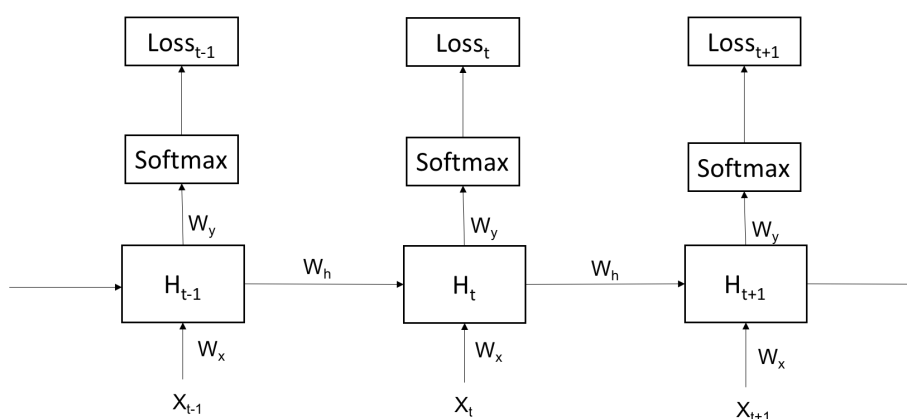 Loss_{t-1}
Loss_t
Loss_{t+1}
Softmax
Softmax
Softmax
W_y
W_y
W_y
W_h
W_h
H_{t-1}
H_t
H_{t+1}
W_x
W_x
W_x
X_{t-1}
X_t
X_{t+1}